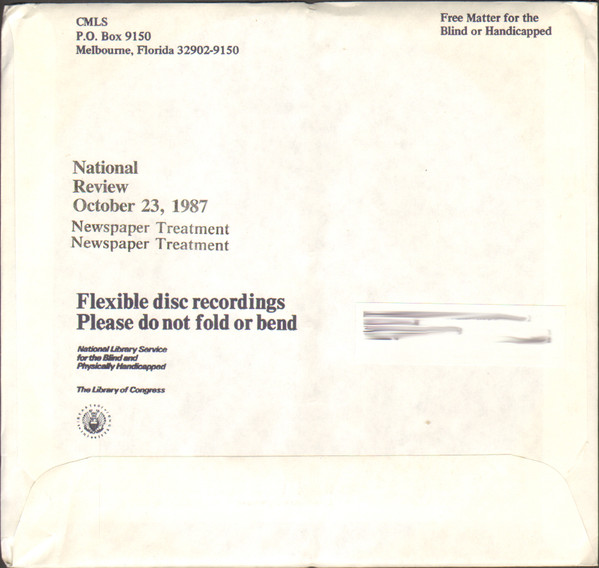 CMLS
P.O. Box 9150
Melbourne, Florida 32902-9150
Free Matter for the
Blind or Handicapped
National
Review
October 23, 1987
Newspaper Treatment
Newspaper Treatment
Flexible disc recordings
Please do not fold or bend
National Library Service
for the Blind and
Physically Handicapped
The Library of Congress